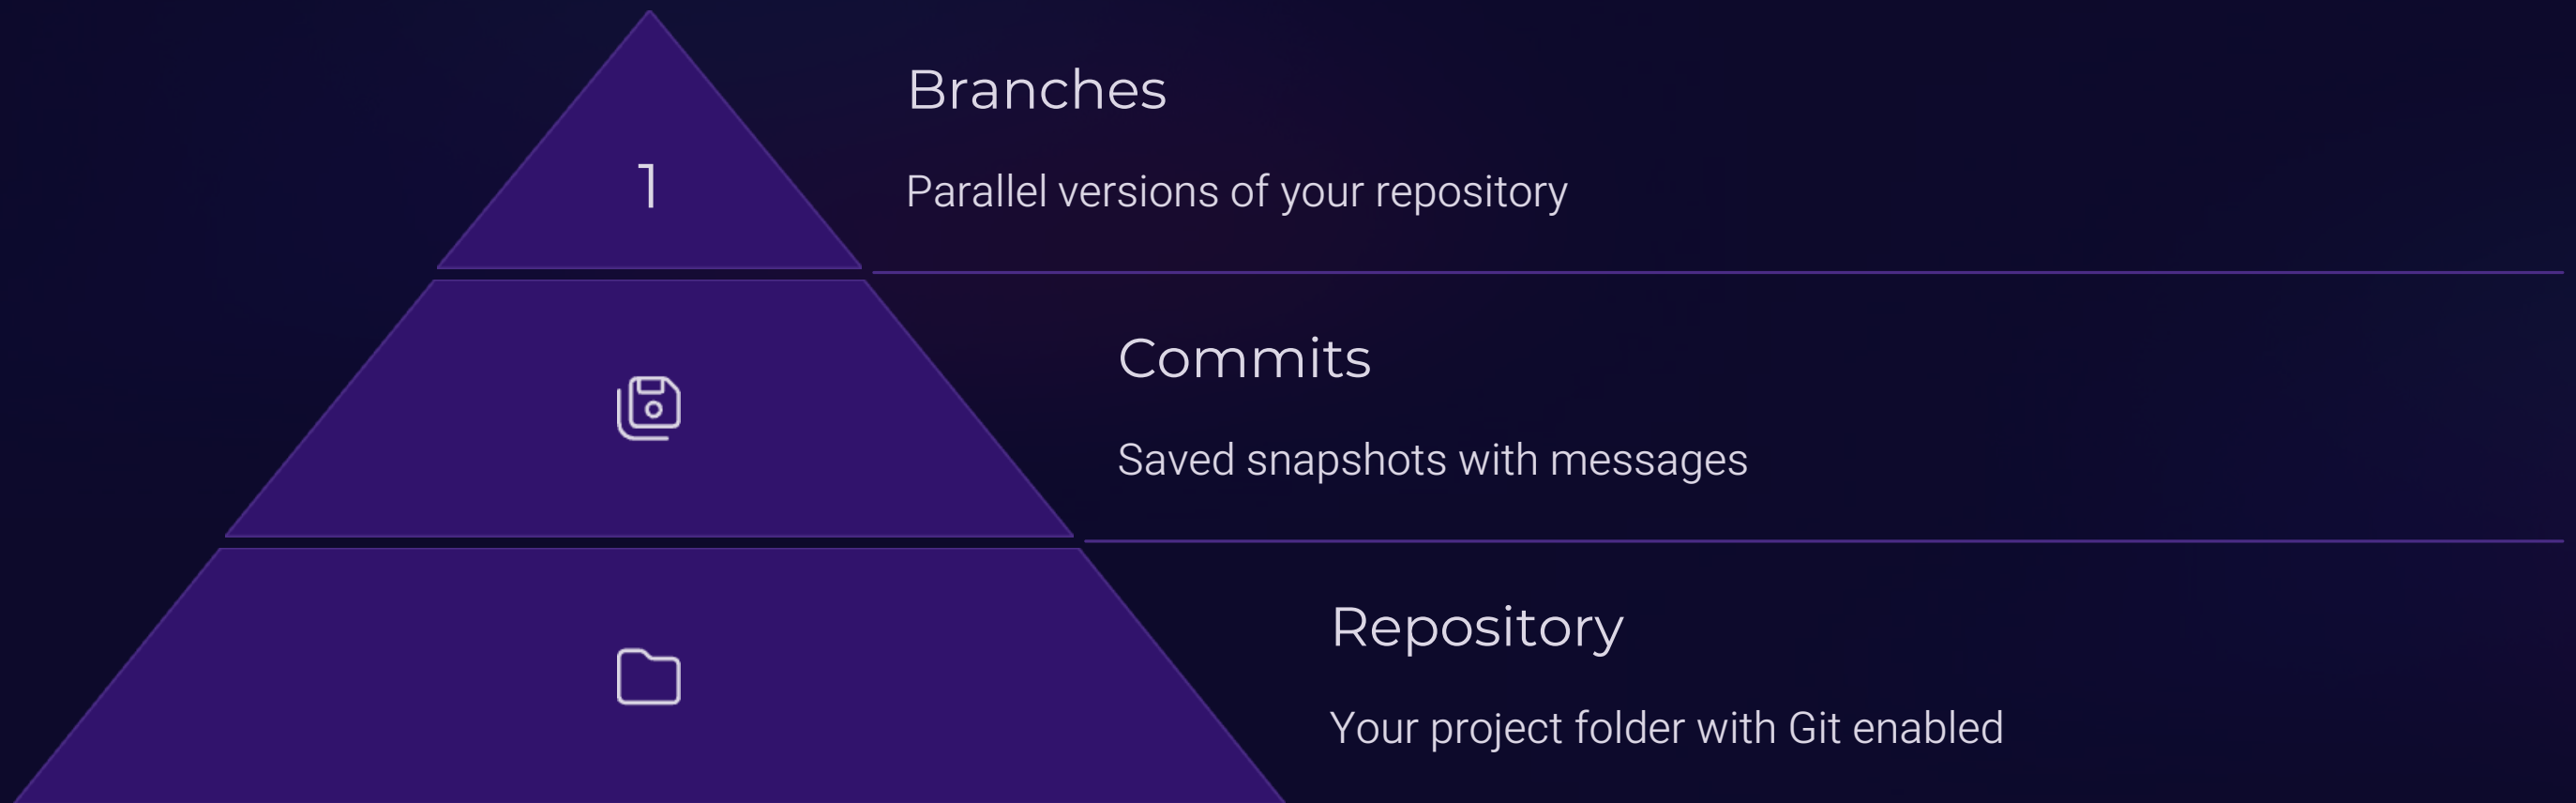 Branches
1
Parallel versions of your repository
Commits
Saved snapshots with messages
Repository
Your project folder with Git enabled